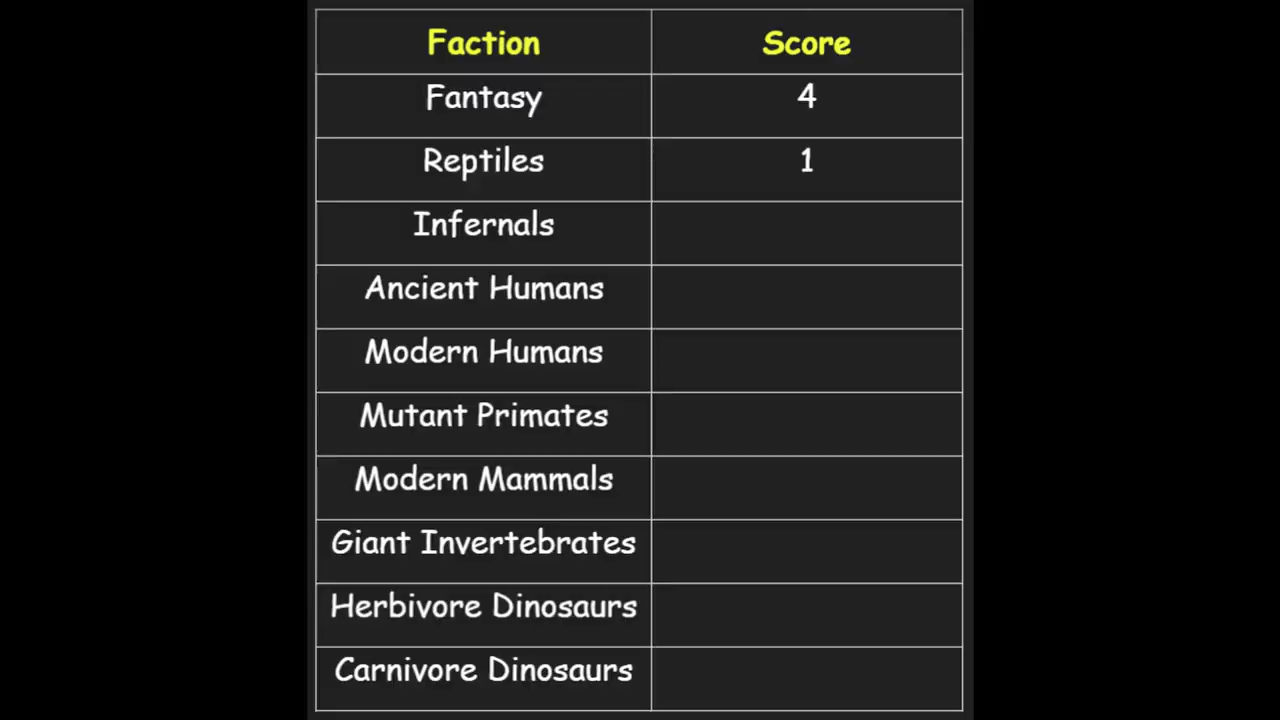 Faction Score
Fantasy 4
Reptiles 1
Infernals
Ancient Humans
Modern Humans
Mutant Primates
Modern Mammals
Giant Invertebrates
Herbivore Dinosaurs
Carnivore Dinosaurs